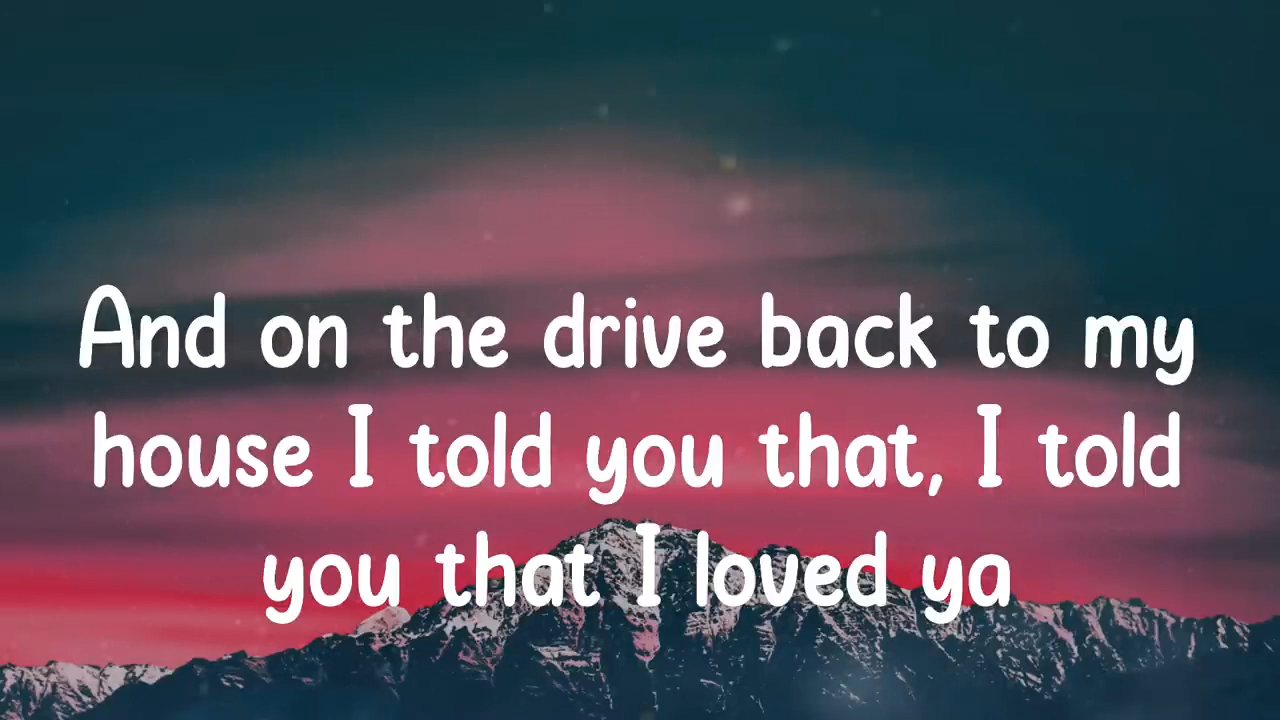 And on the drive back to my
house I told you that, I told
you that I loved ya